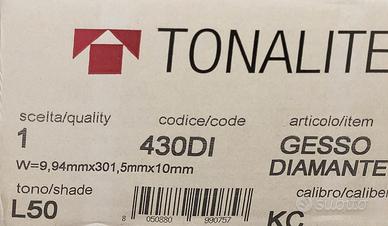 TONALITE
scelta/quality codice/code articolo/item
1 430DI GESSO
W=9,94mmx301,5mmx10mm DIAMANTE
tono/shade calibro/caliber
L50 KC
8 050880 990757
subito